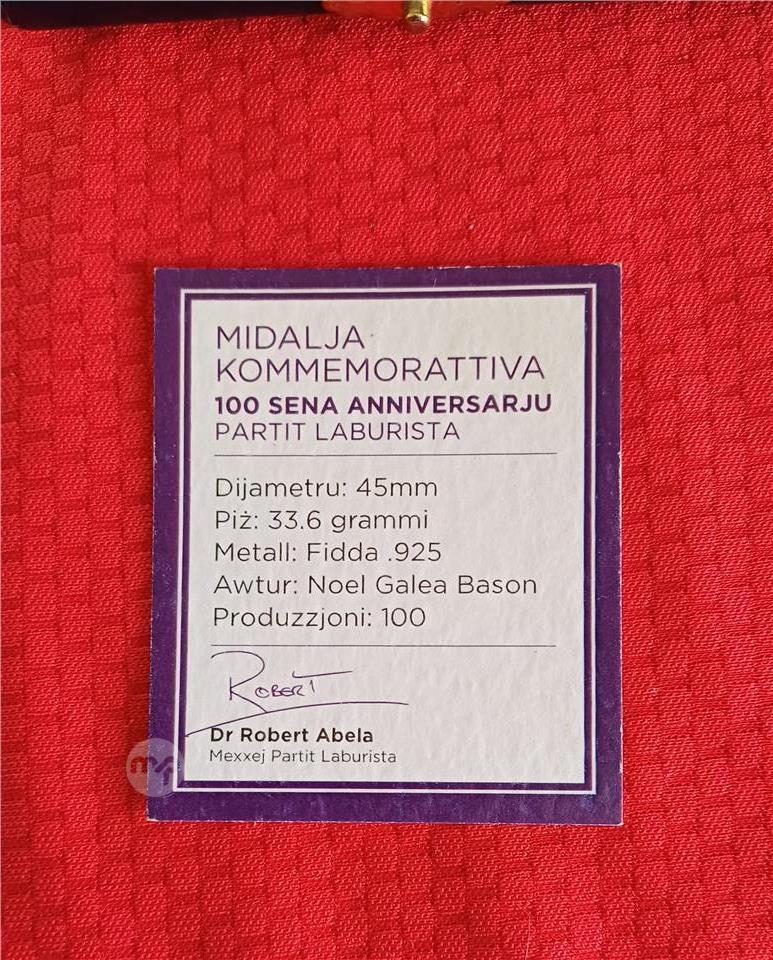 MIDALJA
KOMMEMORATTIVA
100 SENA ANNIVERSARJU
PARTIT LABURISTA
Dijametru: 45mm
Piż: 33.6 grammi
Metall: Fidda .925
Awtur: Noel Galea Bason
Produzzjoni: 100
ROBERT
Dr Robert Abela
Mexxej Partit Laburista